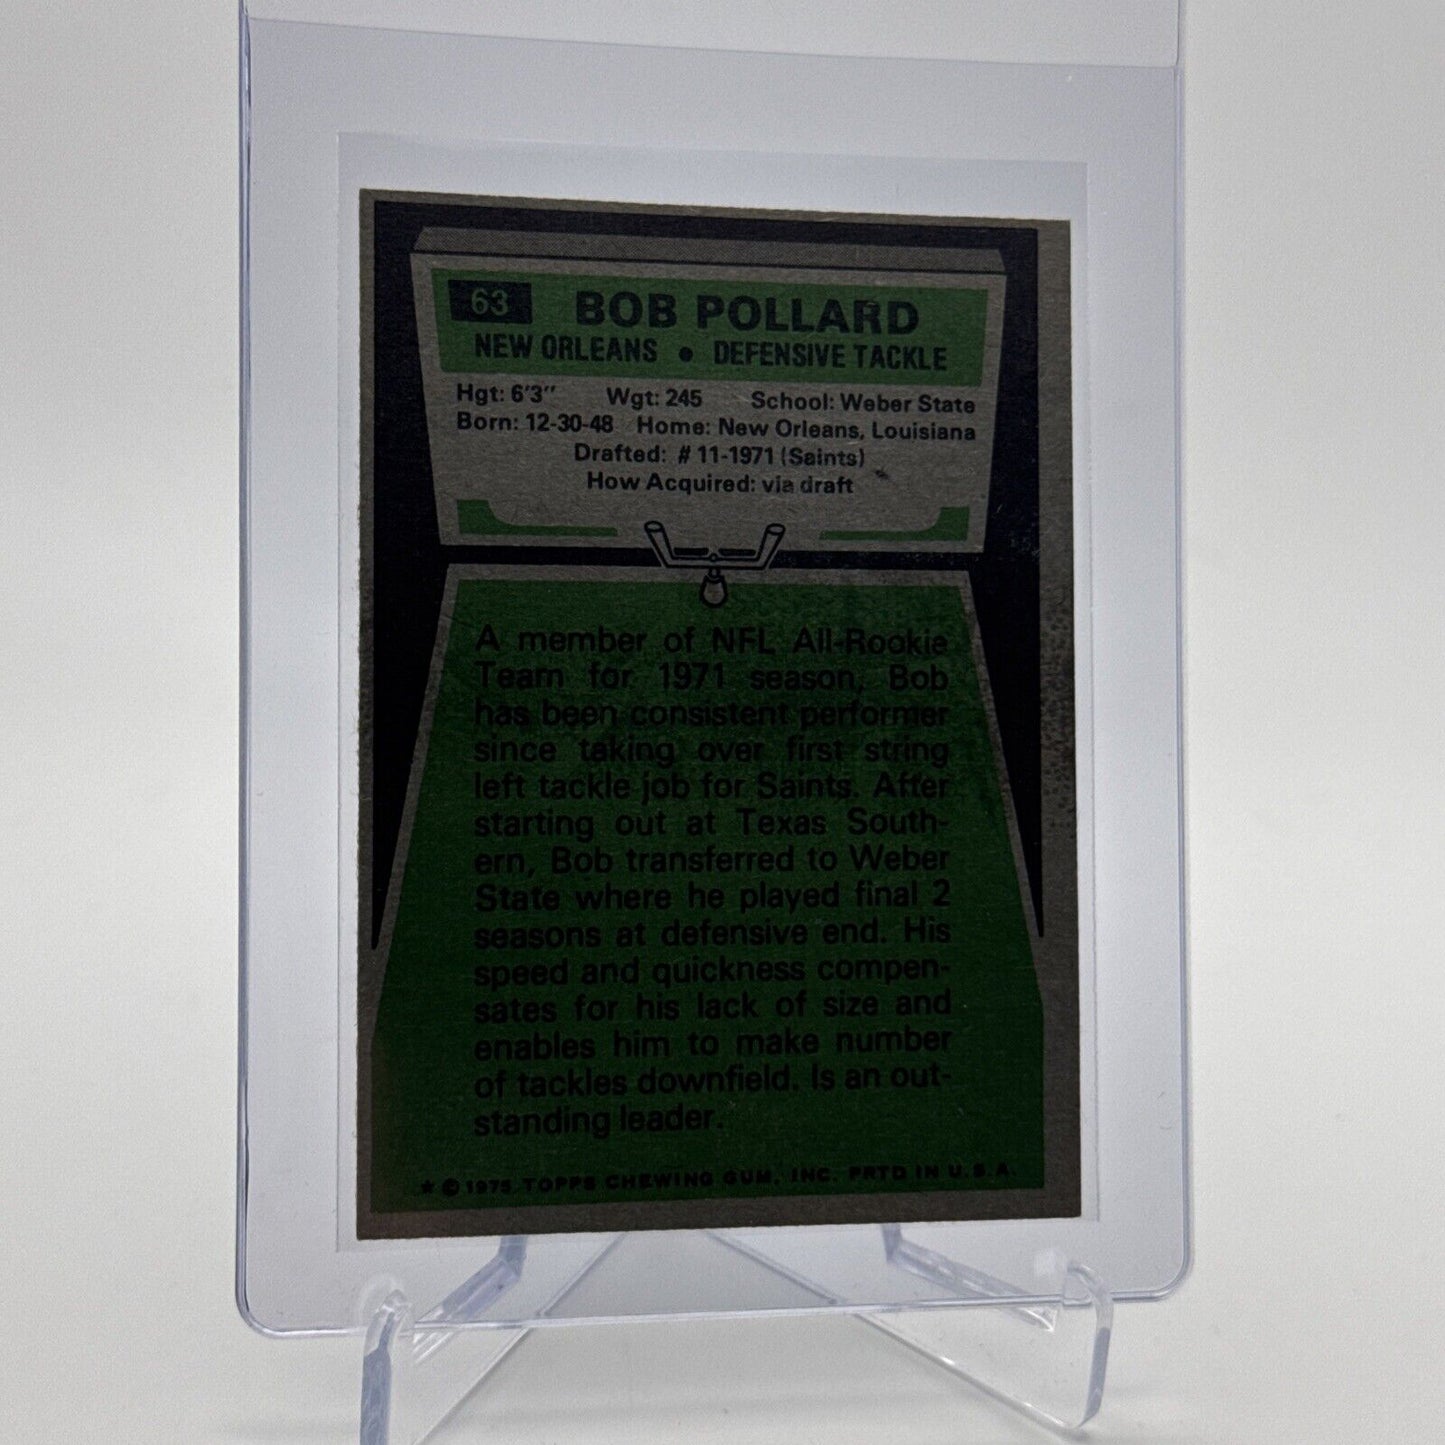 63 BOB POLLARD
NEW ORLEANS • DEFENSIVE TACKLE
Hgt: 6'3" Wgt: 245 School: Weber State
Born: 12-30-48 Home: New Orleans, Louisiana
Drafted: # 11-1971 (Saints)
How Acquired: via draft
A member of NFL All-Rookie
Team for 1971 season, Bob
has been consistent performer
since taking over first string
left tackle job for Saints. After
starting out at Texas South-
ern, Bob transferred to Weber
State where he played final 2
seasons at defensive end. His
speed and quickness compen-
sates for his lack of size and
enables him to make number
of tackles downfield. Is an out-
standing leader.
★ © 1975 TOPPS CHEWING GUM, INC. PRTD IN U.S.A.